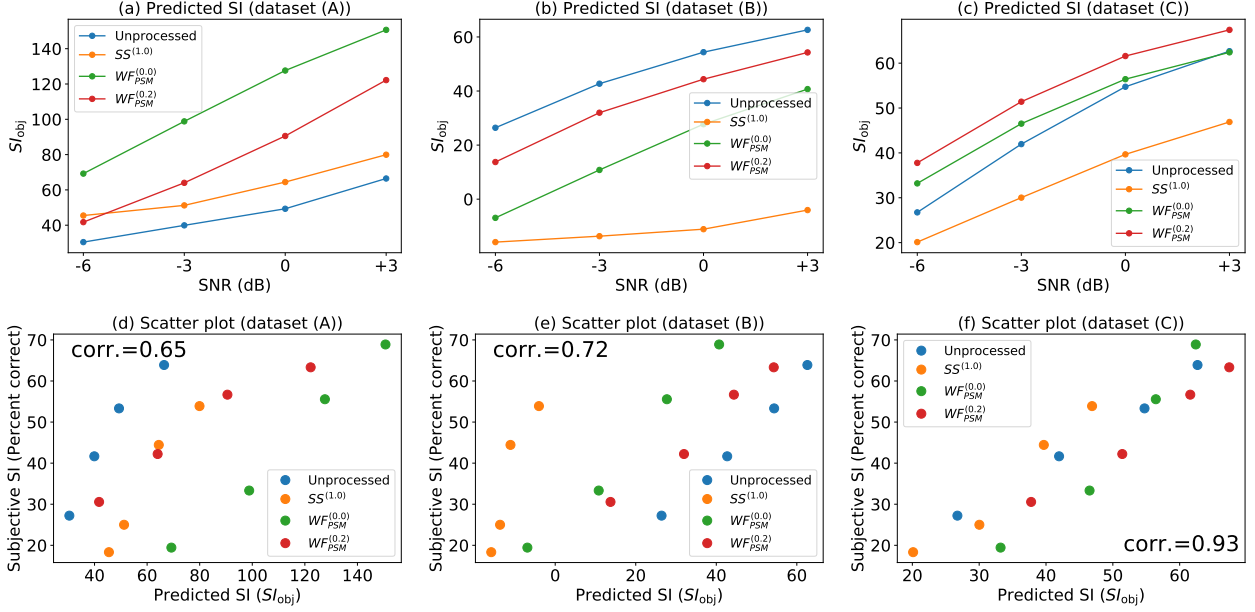 (a) Predicted SI (dataset (A))
SI_obj
140
120
100
80
60
40
Unprocessed
SS^(1.0)
WF_PSM^(0.0)
WF_PSM^(0.2)
-6 -3 0 +3
SNR (dB)
(b) Predicted SI (dataset (B))
SI_obj
60
40
20
0
Unprocessed
SS^(1.0)
WF_PSM^(0.0)
WF_PSM^(0.2)
-6 -3 0 +3
SNR (dB)
(c) Predicted SI (dataset (C))
SI_obj
60
50
40
30
20
Unprocessed
SS^(1.0)
WF_PSM^(0.0)
WF_PSM^(0.2)
-6 -3 0 +3
SNR (dB)
(d) Scatter plot (dataset (A))
corr.=0.65
Subjective SI (Percent correct)
70
60
50
40
30
20
Unprocessed
SS^(1.0)
WF_PSM^(0.0)
WF_PSM^(0.2)
40 60 80 100 120 140
Predicted SI (SI_obj)
(e) Scatter plot (dataset (B))
corr.=0.72
Subjective SI (Percent correct)
70
60
50
40
30
20
Unprocessed
SS^(1.0)
WF_PSM^(0.0)
WF_PSM^(0.2)
0 20 40 60
Predicted SI (SI_obj)
(f) Scatter plot (dataset (C))
Subjective SI (Percent correct)
70
60
50
40
30
20
Unprocessed
SS^(1.0)
WF_PSM^(0.0)
WF_PSM^(0.2)
corr.=0.93
20 30 40 50 60
Predicted SI (SI_obj)